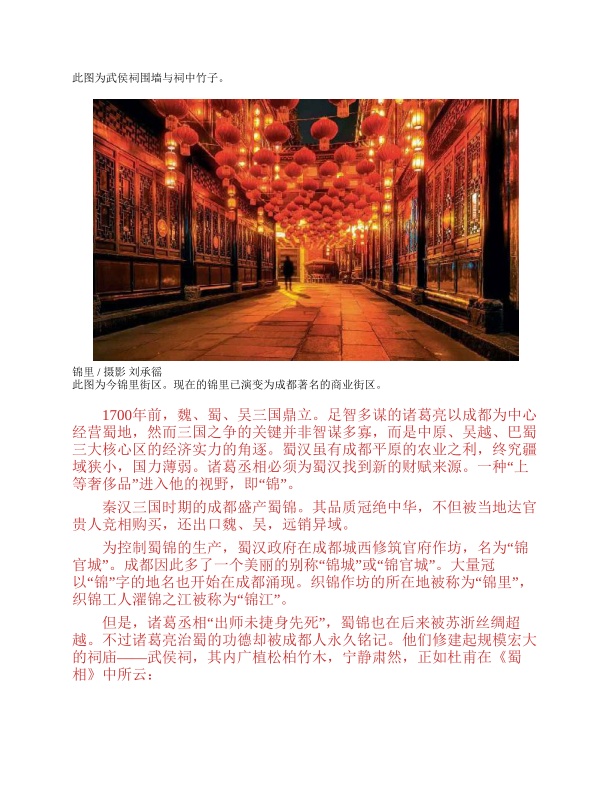 此图为武侯祠围墙与祠中竹子。
锦里 / 摄影 刘承徭
此图为今锦里街区。现在的锦里已演变为成都著名的商业街区。
1700年前，魏、蜀、吴三国鼎立。足智多谋的诸葛亮以成都为中心
经营蜀地，然而三国之争的关键并非智谋多寡，而是中原、吴越、巴蜀
三大核心区的经济实力的角逐。蜀汉虽有成都平原的农业之利，终究疆
域狭小，国力薄弱。诸葛丞相必须为蜀汉找到新的财赋来源。一种“上
等奢侈品”进入他的视野，即“锦”。
秦汉三国时期的成都盛产蜀锦。其品质冠绝中华，不但被当地达官
贵人竞相购买，还出口魏、吴，远销异域。
为控制蜀锦的生产，蜀汉政府在成都城西修筑官府作坊，名为“锦
官城”。成都因此多了一个美丽的别称“锦城”或“锦官城”。大量冠
以“锦”字的地名也开始在成都涌现。织锦作坊的所在地被称为“锦里”，
织锦工人濯锦之江被称为“锦江”。
但是，诸葛丞相“出师未捷身先死”，蜀锦也在后来被苏浙丝绸超
越。不过诸葛亮治蜀的功德却被成都人永久铭记。他们修建起规模宏大
的祠庙——武侯祠，其内广植松柏竹木，宁静肃然，正如杜甫在《蜀
相》中所云：